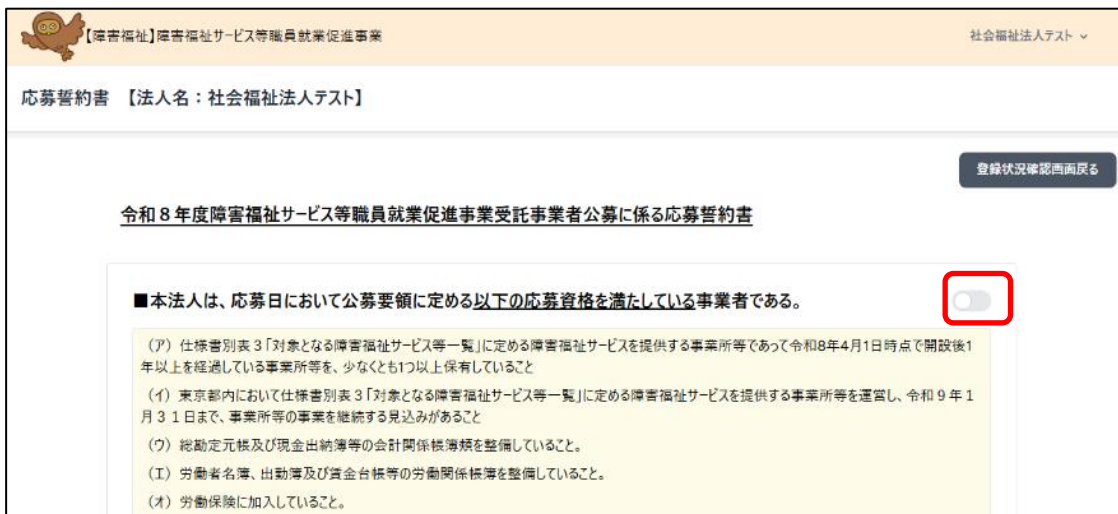 【障害福祉】障害福祉サービス等職員就業促進事業
社会福祉法人テスト
応募誓約書 【法人名：社会福祉法人テスト】
登録状況確認画面戻る
令和８年度障害福祉サービス等職員就業促進事業受託事業者公募に係る応募誓約書
■本法人は、応募日において公募要領に定める以下の応募資格を満たしている事業者である。
（ア）仕様書別表３「対象となる障害福祉サービス等一覧」に定める障害福祉サービスを提供する事業所等であって令和8年4月1日時点で開設後1
年以上を経過している事業所等を、少なくとも1つ以上保有していること
（イ）東京都内において仕様書別表３「対象となる障害福祉サービス等一覧」に定める障害福祉サービスを提供する事業所等を運営し、令和９年１
月３１日まで、事業所等の事業を継続する見込みがあること
（ウ）総勘定元帳及び現金出納簿等の会計関係帳簿類を整備していること。
（エ）労働者名簿、出勤簿及び賃金台帳等の労働関係帳簿を整備していること。
（オ）労働保険に加入していること。